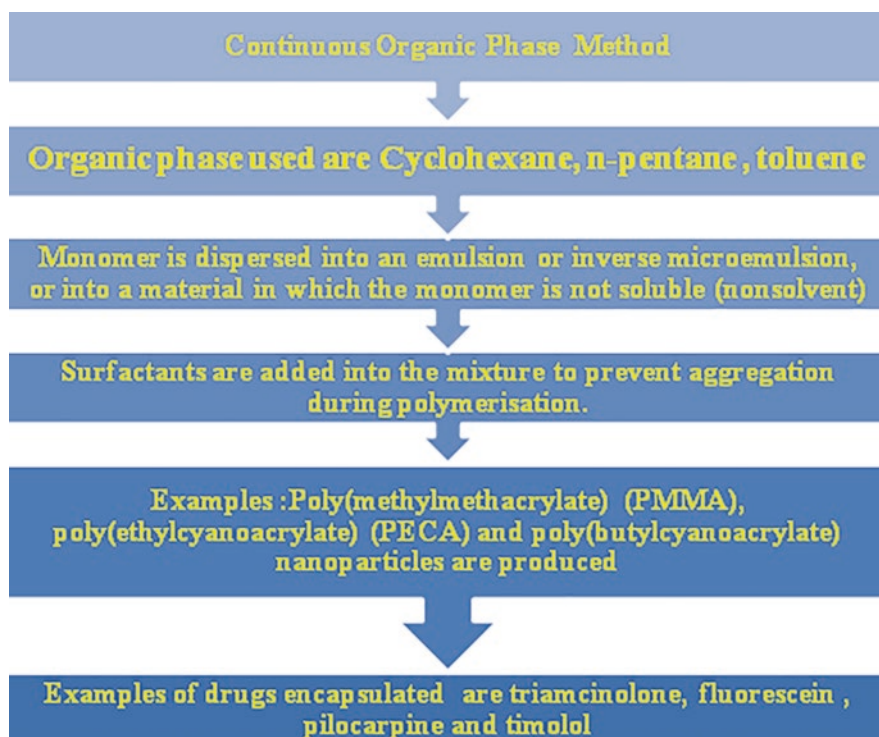 Continuous Organic Phase Method
Organic phase used are Cyclohexane, n-pentane , toluene
Monomer is dispersed into an emulsion or inverse microemulsion,
or into a material in which the monomer is not soluble (nonsolvent)
Surfactants are added into the mixture to prevent aggregation
during polymerisation.
Examples :Poly(methylmethacrylate) (PMMA),
poly(ethylcyanoacrylate) (PECA) and poly(butylcyanoacrylate)
nanoparticles are produced
Examples of drugs encapsulated are triamcinolone, fluorescein ,
pilocarpine and timolol